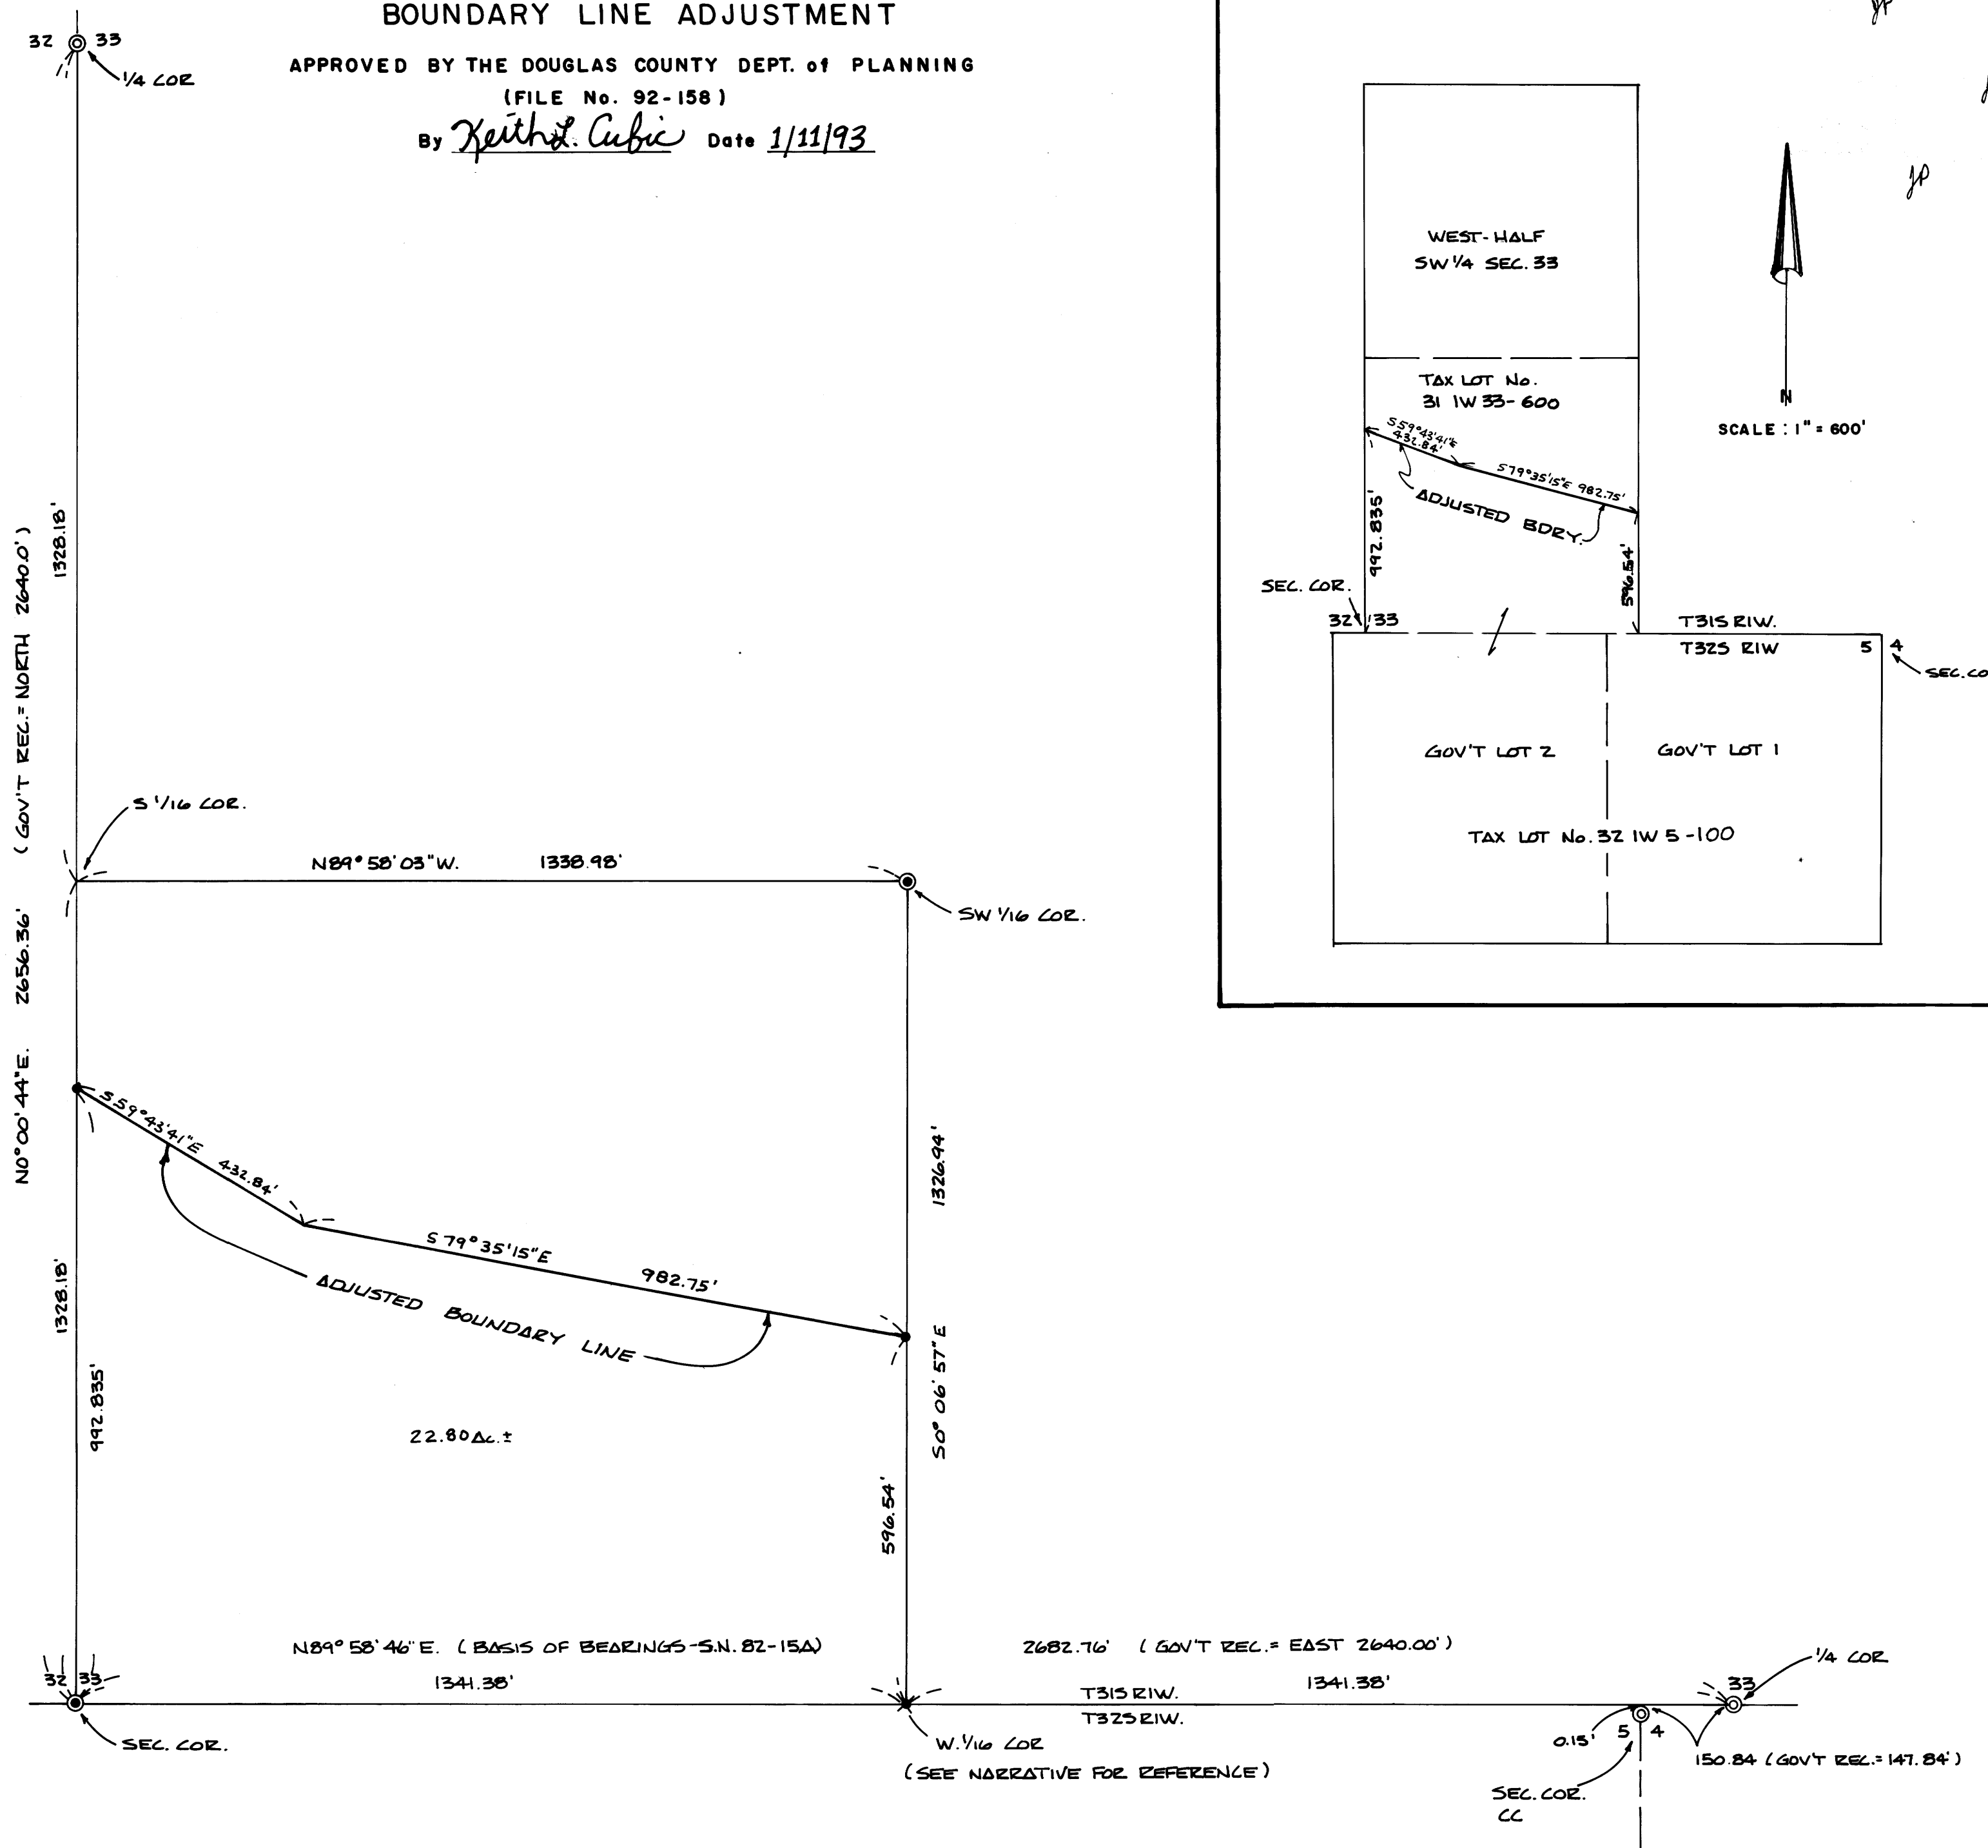 BOUNDARY LINE ADJUSTMENT
APPROVED BY THE DOUGLAS COUNTY DEPT. of PLANNING
(FILE No. 92-158)
By Keith L. Cubic Date 1/11/93
32 33
1/4 COR
1328.18'
N0°00'44"E. 2656.36' (GOV'T REC.=NORTH 2640.0')
S 1/16 COR.
N89°58'03"W. 1338.98'
SW 1/16 COR.
S59°43'41"E 432.84'
S79°35'15"E 982.75'
ADJUSTED BOUNDARY LINE
1326.94'
S0°06'57"E
1328.18'
992.835'
22.80 Ac.±
596.54'
N89°58'46"E. (BASIS OF BEARINGS-S.N. 82-15A) 2682.76' (GOV'T REC.= EAST 2640.00')
32 33
1341.38'
1341.38'
33
1/4 COR
T31S R1W.
T32S R1W.
SEC. COR.
W. 1/16 COR
(SEE NARRATIVE FOR REFERENCE)
0.15'
5 4
150.84 (GOV'T REC.=147.84')
SEC. COR.
CC
JP
WEST-HALF
SW 1/4 SEC. 33
TAX LOT No.
31 1W 33-600
N
SCALE: 1" = 600'
S59°43'41"E
432.84'
S79°35'15"E 982.75'
ADJUSTED BDRY.
992.835'
596.54'
SEC. COR.
32 33
T31S R1W.
T32S R1W
5 4
SEC. CO
GOV'T LOT 2
GOV'T LOT 1
TAX LOT No. 32 1W 5-100